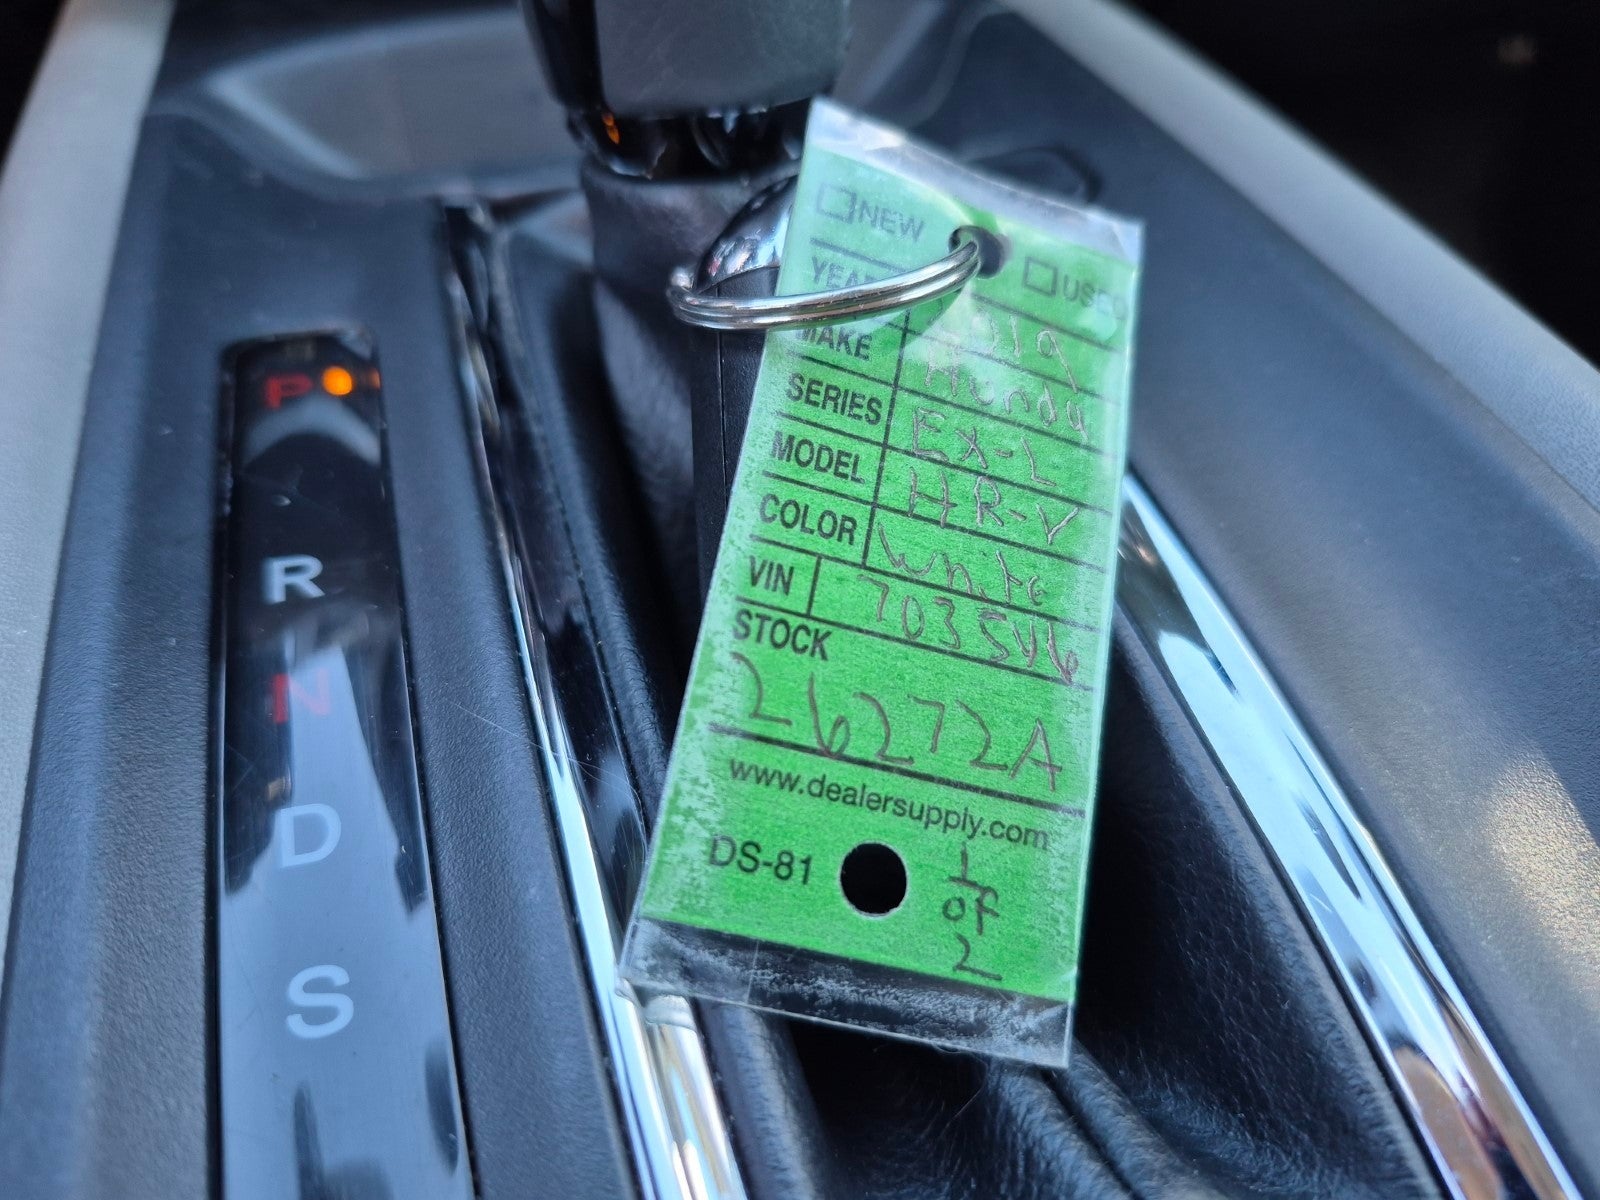 NEW USED
YEAR 2019
MAKE Honda
SERIES EX-L
MODEL HR-V
COLOR White
VIN 703546
STOCK
26272A
www.dealersupply.com
DS-81
1
of
2
P
R
N
D
S